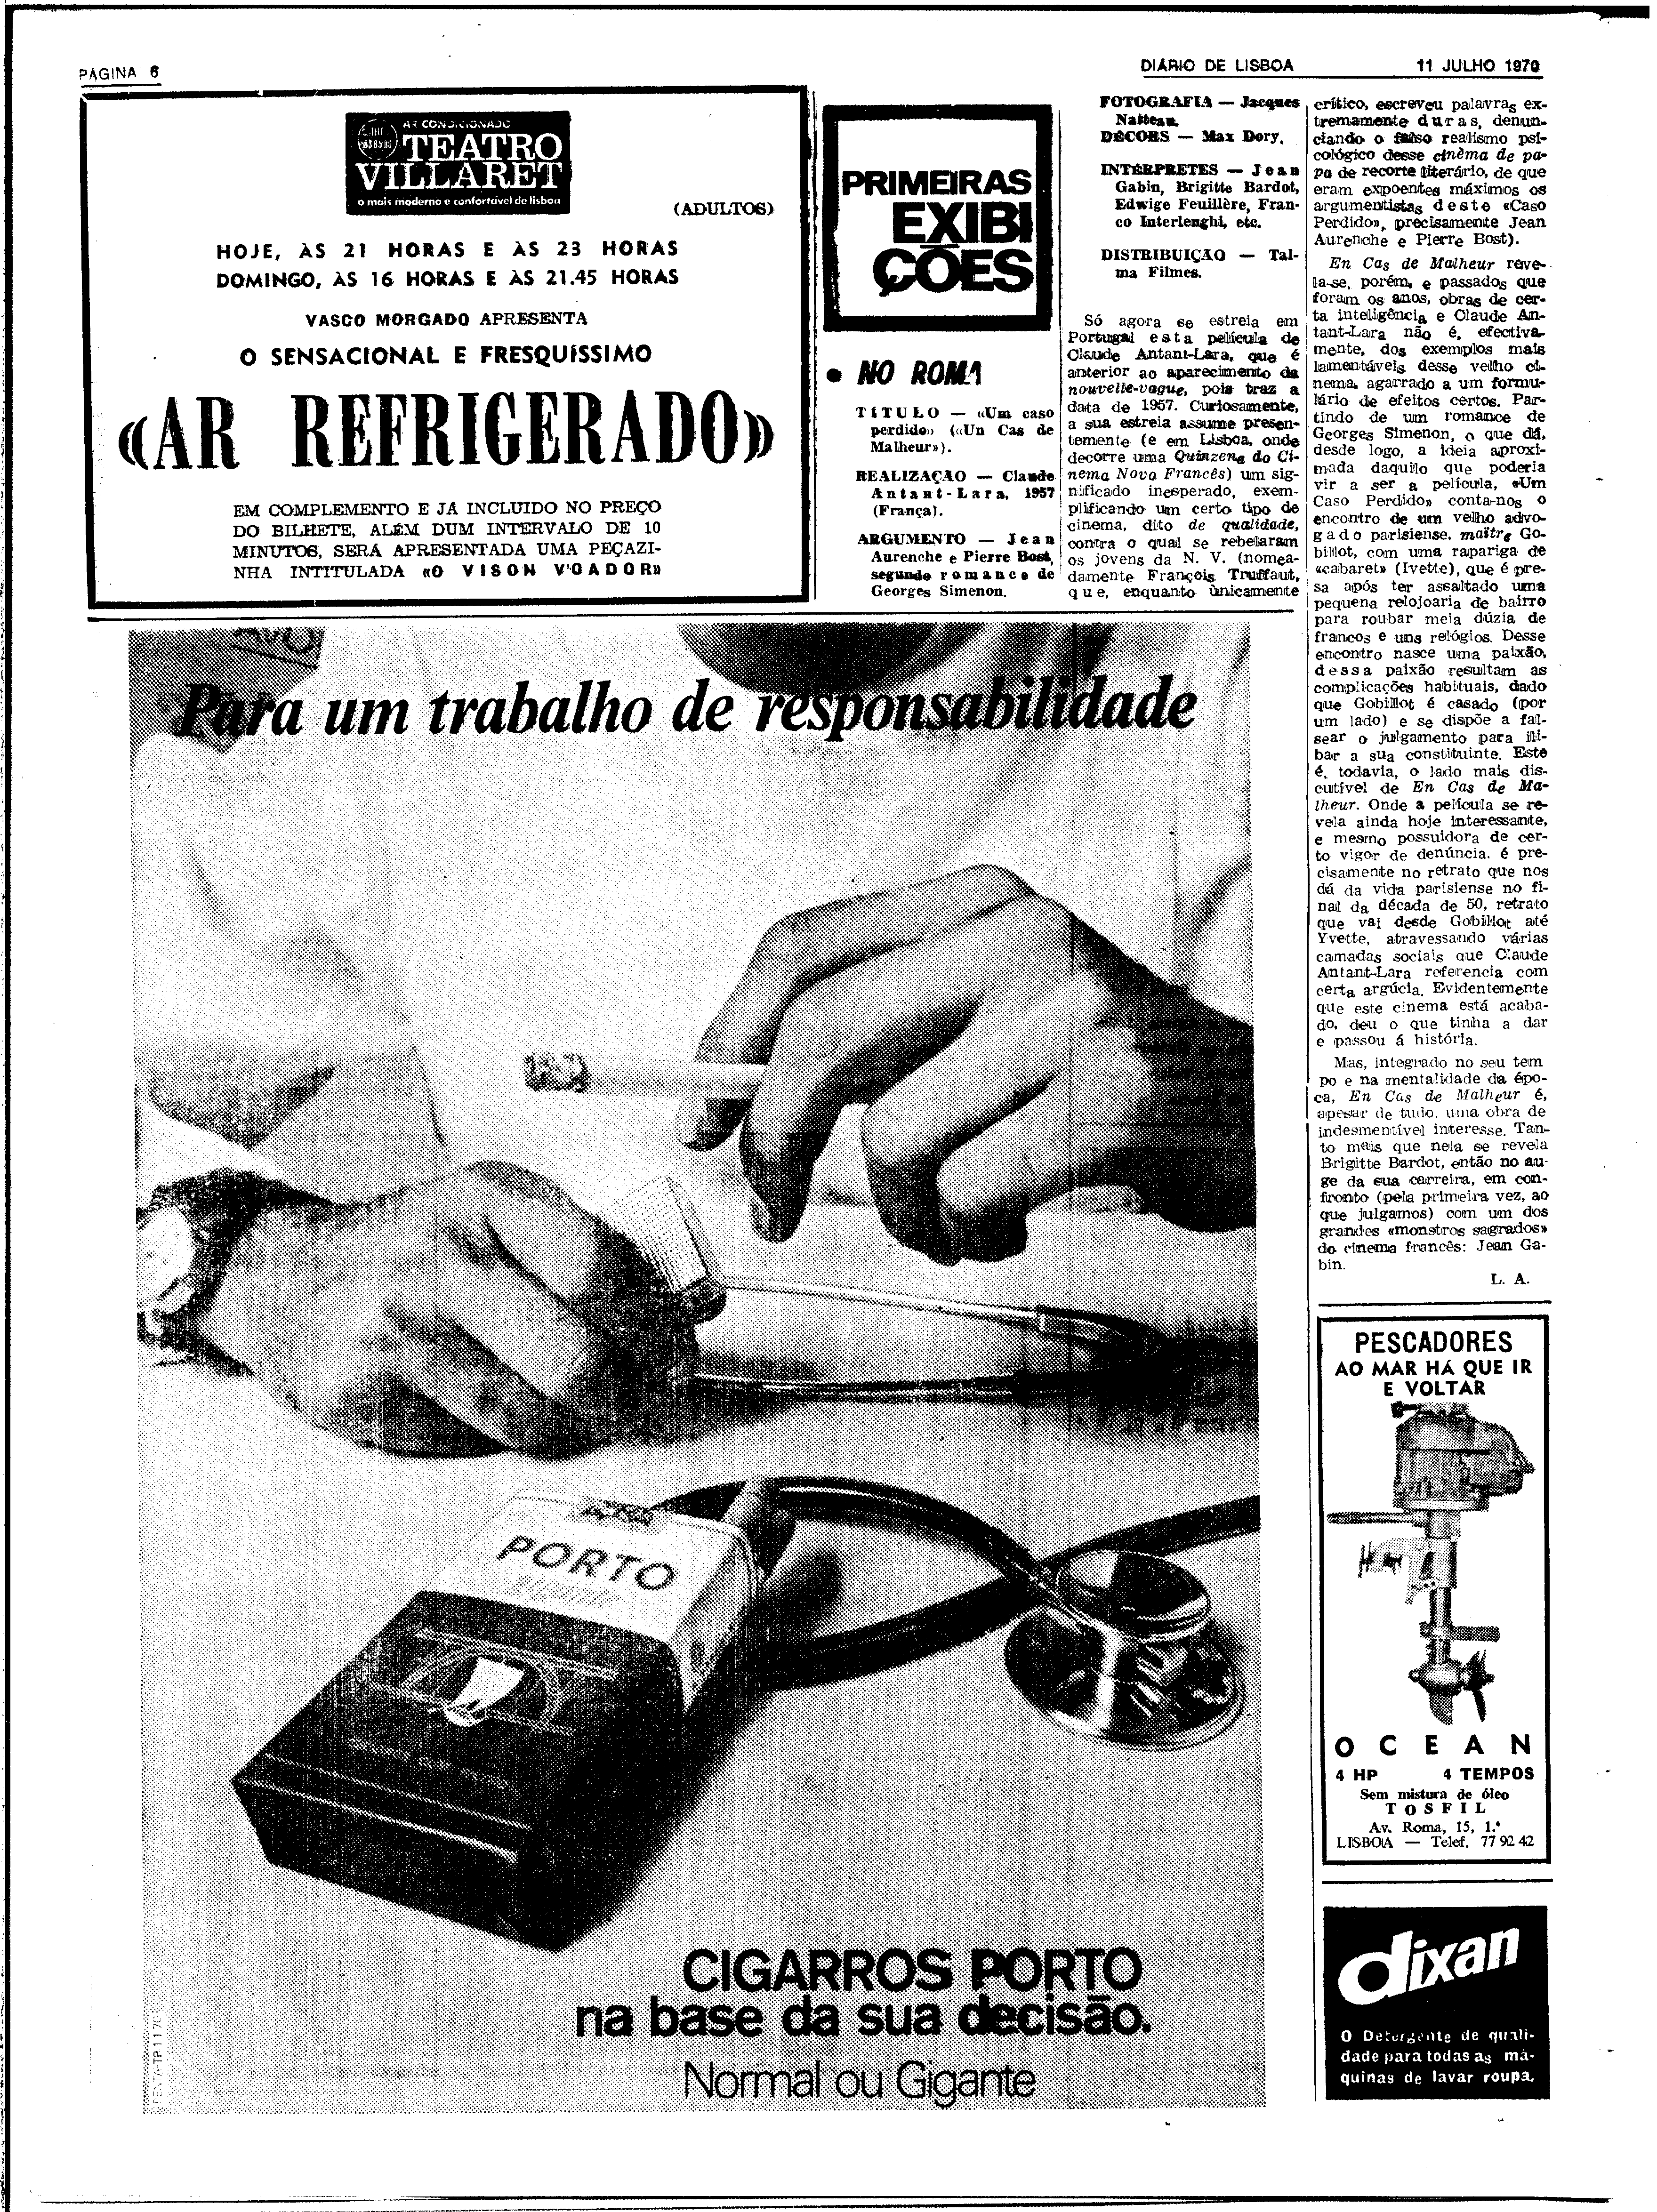 PÁGINA 6
DIÁRIO DE LISBOA
11 JULHO 1970
AR CONDICIONADO
TEATRO
VILLARET
o mais moderno e confortável de lisboa
(ADULTOS)
HOJE, ÀS 21 HORAS E ÀS 23 HORAS
DOMINGO, ÀS 16 HORAS E ÀS 21.45 HORAS
VASCO MORGADO APRESENTA
O SENSACIONAL E FRESQUÍSSIMO
«AR REFRIGERADO»
EM COMPLEMENTO E JA INCLUIDO NO PREÇO
DO BILHETE, ALÉM DUM INTERVALO DE 10
MINUTOS, SERÁ APRESENTADA UMA PEÇAZI-
NHA INTITULADA «O VISON VOADOR»
PRIMEIRAS
EXIBI
ÇÕES
• NO ROMA
TÍTULO — «Um caso
perdido» («Un Cas de
Malheur»).
REALIZAÇÃO — Claude
Antant-Lara, 1957
(França).
ARGUMENTO — Jean
Aurenche e Pierre Bost,
segundo romance de
Georges Simenon.
FOTOGRAFIA — Jacques
Natteau.
DÉCORS — Max Dory.
INTÉRPRETES — Jean
Gabin, Brigitte Bardot,
Edwige Feuillère, Fran-
co Interlenghi, etc.
DISTRIBUIÇÃO — Tal-
ma Filmes.
Só agora se estreia em
Portugal esta película de
Claude Antant-Lara, que é
anterior ao aparecimento da
nouvelle-vague, pois traz a
data de 1957. Curiosamente,
a sua estreia assume presen-
temente (e em Lisboa, onde
decorre uma Quinzena do Ci-
nema Novo Francês) um sig-
nificado inesperado, exem-
plificando um certo tipo de
cinema, dito de qualidade,
contra o qual se rebelaram
os jovens da N. V. (nomea-
damente François Truffaut,
que, enquanto ùnicamente
crítico, escreveu palavras ex-
tremamente duras, denun-
ciando o falso realismo psi-
cológico desse cinèma de pa-
pa de recorte literário, de que
eram expoentes máximos os
argumentistas deste «Caso
Perdido», precisamente Jean
Aurenche e Pierre Bost).
En Cas de Malheur reve-
la-se, porém, e passados que
foram os anos, obras de cer-
ta inteligência e Claude An-
tant-Lara não é, efectiva-
mente, dos exemplos mais
lamentáveis desse velho ci-
nema, agarrado a um formu-
lário de efeitos certos. Par-
tindo de um romance de
Georges Simenon, o que dá,
desde logo, a ideia aproxi-
mada daquilo que poderia
vir a ser a película, «Um
Caso Perdido» conta-nos o
encontro de um velho advo-
gado parisiense, maître Go-
billot, com uma rapariga de
«cabaret» (Ivette), que é pre-
sa após ter assaltado uma
pequena relojoaria de bairro
para roubar meia dúzia de
francos e uns relógios. Desse
encontro nasce uma paixão,
dessa paixão resultam as
complicações habituais, dado
que Gobillot é casado (por
um lado) e se dispõe a fal-
sear o julgamento para ili-
bar a sua constituinte. Este
é, todavia, o lado mais dis-
cutível de En Cas de Ma-
lheur. Onde a película se re-
vela ainda hoje interessante,
e mesmo possuidora de cer-
to vigor de denúncia. é pre-
cisamente no retrato que nos
dá da vida parisiense no fi-
nal da década de 50, retrato
que vai desde Gobillot até
Yvette, atravessando várias
camadas sociais que Claude
Antant-Lara referencia com
certa argúcia. Evidentemente
que este cinema está acaba-
do, deu o que tinha a dar
e passou á história.
Mas, integrado no seu tem
po e na mentalidade da épo-
ca, En Cas de Malheur é,
apesar de tudo, uma obra de
indesmentível interesse. Tan-
to mais que nela se revela
Brigitte Bardot, então no au-
ge da sua carreira, em con-
fronto (pela primeira vez, ao
que julgamos) com um dos
grandes «monstros sagrados»
do cinema francês: Jean Ga-
bin.
L. A.
Para um trabalho de responsabilidade
PORTO
CIGARROS PORTO
na base da sua decisão.
Normal ou Gigante
PESCADORES
AO MAR HÁ QUE IR
E VOLTAR
OCEAN
4 HP 4 TEMPOS
Sem mistura de óleo
TOSFIL
Av. Roma, 15, 1.º
LISBOA — Telef. 77 92 42
dixan
O Detergente de quali-
dade para todas as má-
quinas de lavar roupa.